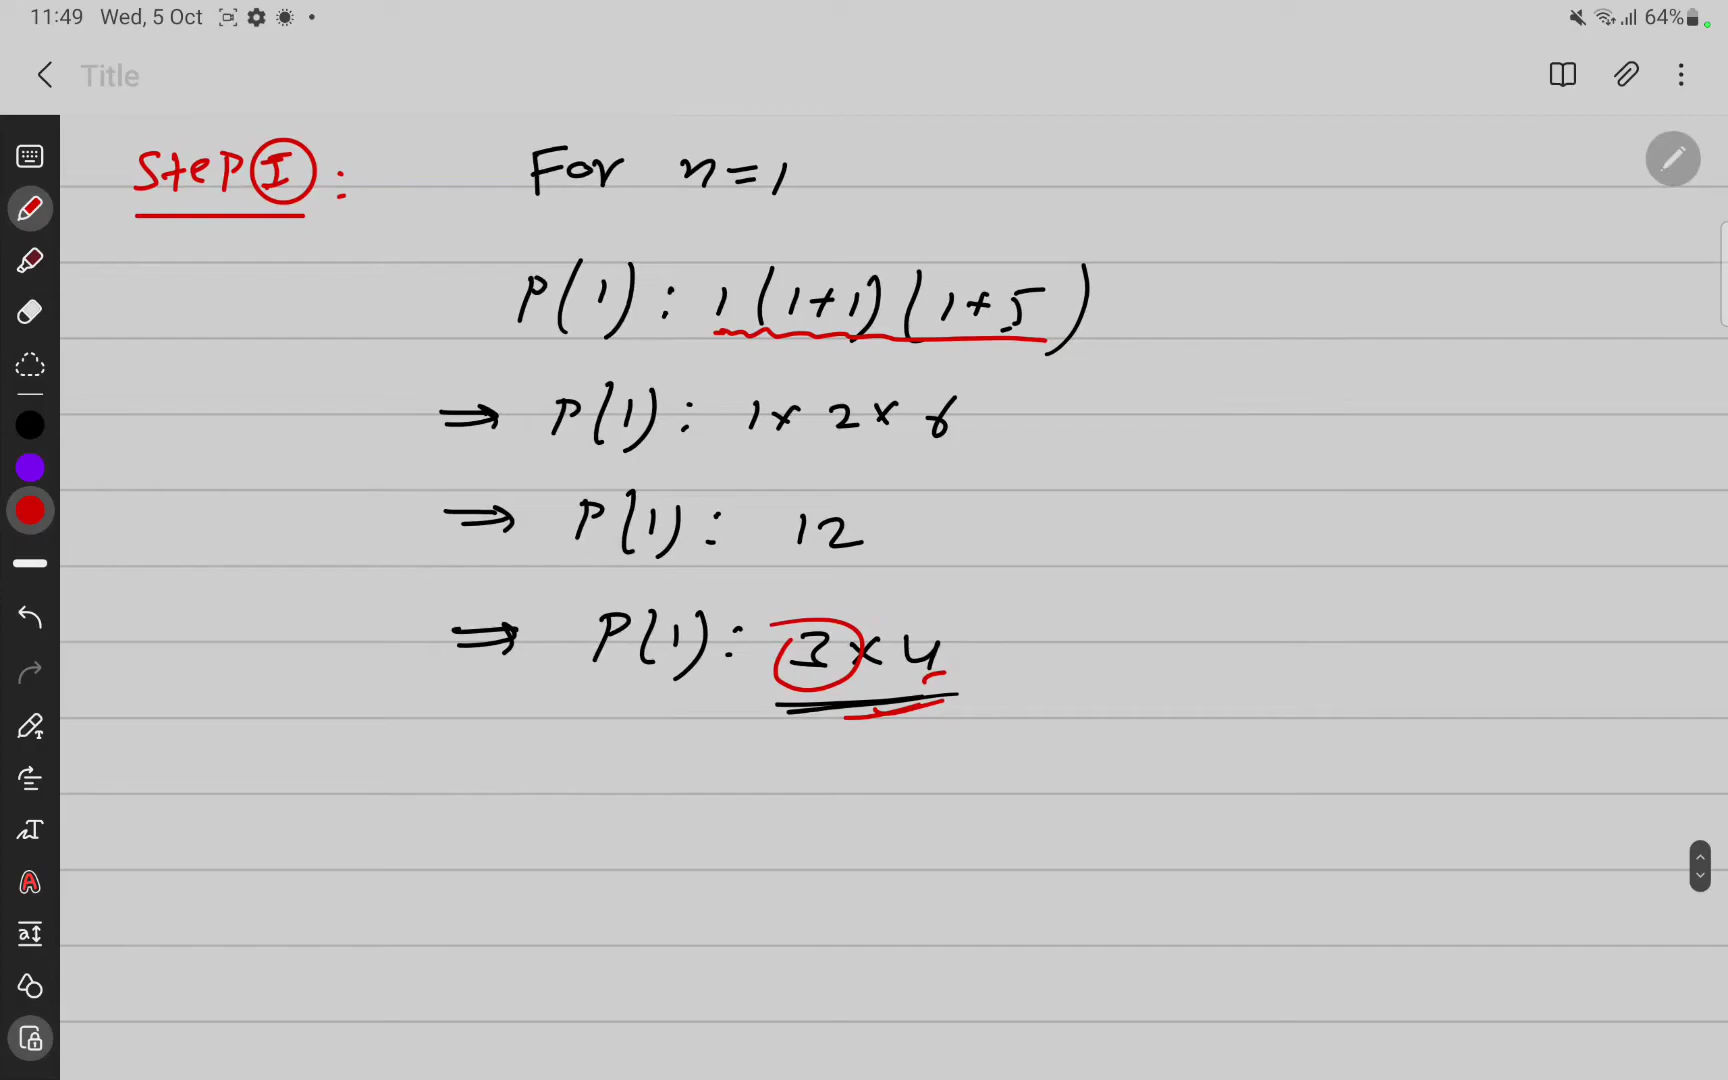 11:49 Wed, 5 Oct 64%
Title
Step I : For n=1
P(1) : 1(1+1)(1+5)
⇒ P(1) : 1×2×6
⇒ P(1) : 12
⇒ P(1) : 3×4